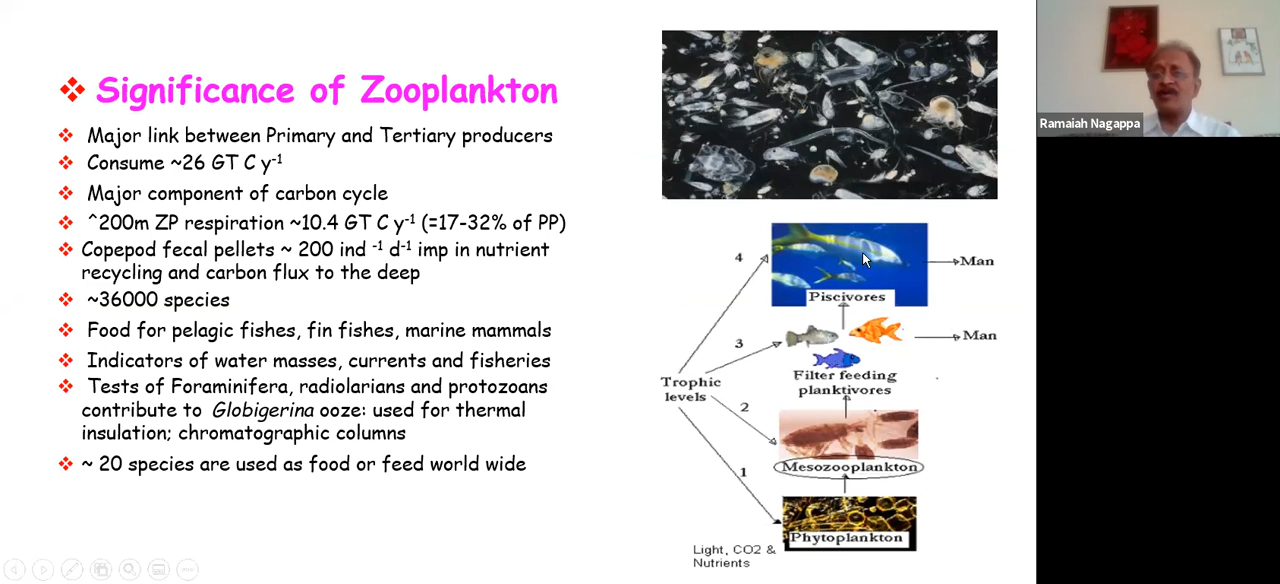 ❖ Significance of Zooplankton
❖ Major link between Primary and Tertiary producers
❖ Consume ~26 GT C y⁻¹
❖ Major component of carbon cycle
❖ ^200m ZP respiration ~10.4 GT C y⁻¹ (=17-32% of PP)
❖ Copepod fecal pellets ~ 200 ind ⁻¹ d⁻¹ imp in nutrient
recycling and carbon flux to the deep
❖ ~36000 species
❖ Food for pelagic fishes, fin fishes, marine mammals
❖ Indicators of water masses, currents and fisheries
❖ Tests of Foraminifera, radiolarians and protozoans
contribute to Globigerina ooze: used for thermal
insulation; chromatographic columns
❖ ~ 20 species are used as food or feed world wide
4
Man
Piscivores
3
Man
Filter feeding
planktivores
Trophic
levels
2
Mesozooplankton
1
Phytoplankton
Light, CO2 &
Nutrients
Ramaiah Nagappa